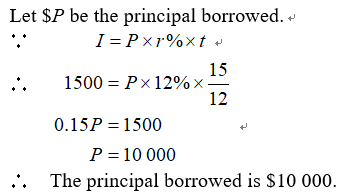 Let $P be the principal borrowed. ↵
∵ I = P × r% × t ↵
∴ 1500 = P × 12% × 15/12
0.15P = 1500 ↵
P = 10 000
∴ The principal borrowed is $10 000.